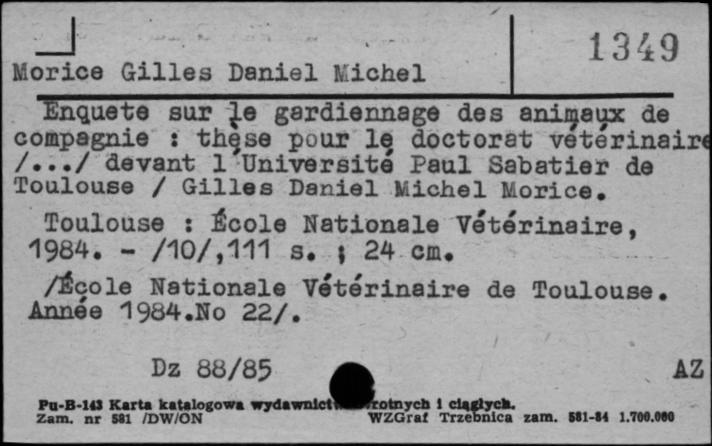 1349
Morice Gilles Daniel Michel
Enquete sur le gardiennage des animaux de
compagnie : thèse pour le doctorat vétérinaire
/.../ devant l'Université Paul Sabatier de
Toulouse / Gilles Daniel Michel Morice.
Toulouse : École Nationale Vétérinaire,
1984. - /10/,111 s. ; 24 cm.
/École Nationale Vétérinaire de Toulouse.
Année 1984.No 22/.
Dz 88/85 AZ
Pu-B-143 Karta katalogowa i ciągłych.
Zam. nr 581 /DW/ON WZGraf Trzebnica zam. 581-84 1.700.000